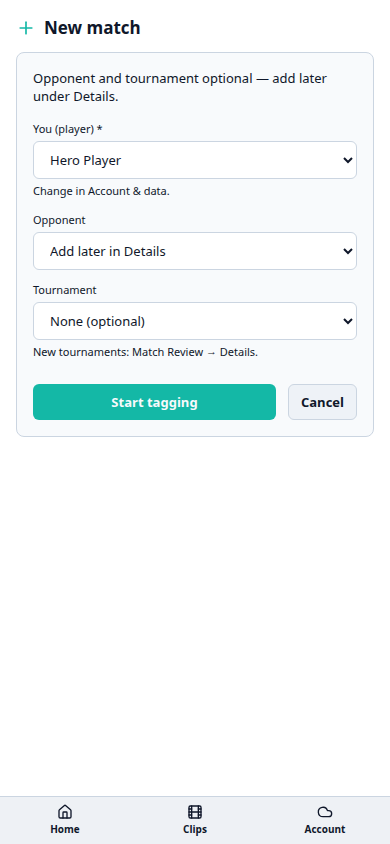 New match
Opponent and tournament optional — add later
under Details.
You (player) *
Hero Player
Change in Account & data.
Opponent
Add later in Details
Tournament
None (optional)
New tournaments: Match Review → Details.
Start tagging
Cancel
Home
Clips
Account